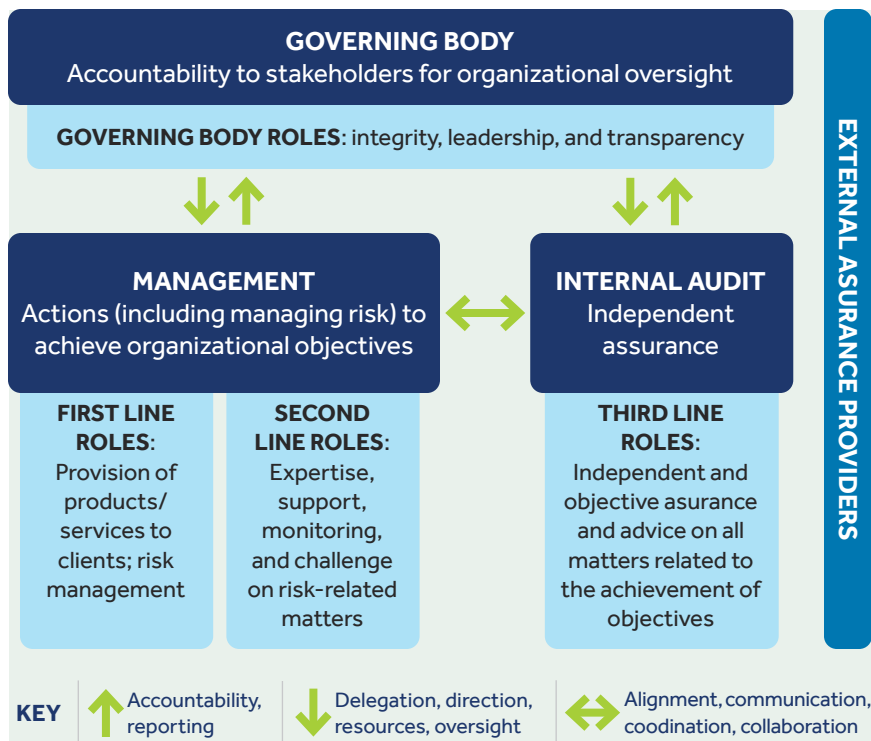 GOVERNING BODY
Accountability to stakeholders for organizational oversight
GOVERNING BODY ROLES: integrity, leadership, and transparency
MANAGEMENT
Actions (including managing risk) to
achieve organizational objectives
INTERNAL AUDIT
Independent
assurance
FIRST LINE
ROLES:
Provision of
products/
services to
clients; risk
management
SECOND
LINE ROLES:
Expertise,
support,
monitoring,
and challenge
on risk-related
matters
THIRD LINE
ROLES:
Independent and
objective asurance
and advice on all
matters related to
the achievement of
objectives
EXTERNAL ASURANCE PROVIDERS
KEY
Accountability,
reporting
Delegation, direction,
resources, oversight
Alignment, communication,
coodination, collaboration